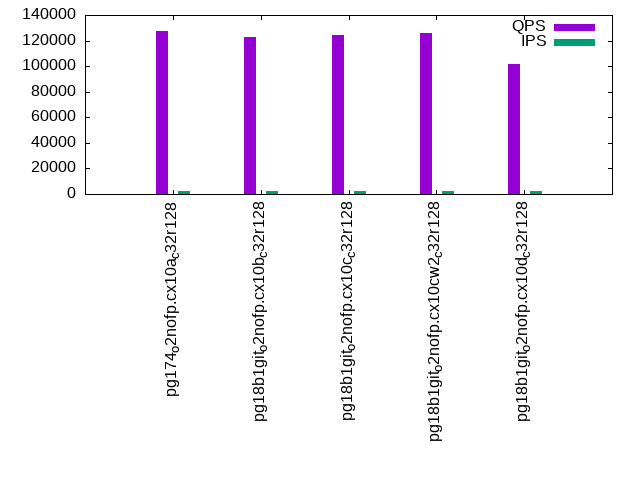 140000
120000
100000
80000
60000
40000
20000
0
QPS
IPS
pg174o2nofp.cx10ac32r128
pg18b1gito2nofp.cx10bc32r128
pg18b1gito2nofp.cx10cc32r128
pg18b1gito2nofp.cx10cw2c32r128
pg18b1gito2nofp.cx10dc32r128